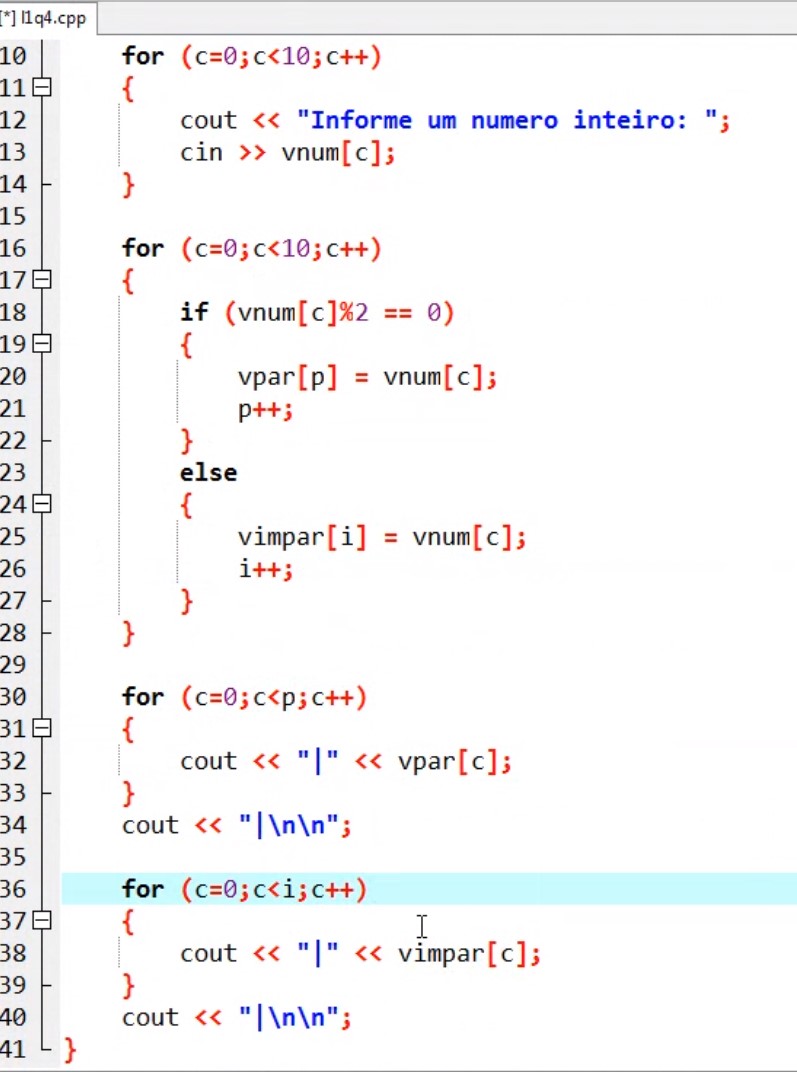 [*] l1q4.cpp
10 for (c=0;c<10;c++)
11 {
12 cout << "Informe um numero inteiro: ";
13 cin >> vnum[c];
14 }
15
16 for (c=0;c<10;c++)
17 {
18 if (vnum[c]%2 == 0)
19 {
20 vpar[p] = vnum[c];
21 p++;
22 }
23 else
24 {
25 vimpar[i] = vnum[c];
26 i++;
27 }
28 }
29
30 for (c=0;c<p;c++)
31 {
32 cout << "|" << vpar[c];
33 }
34 cout << "|\n\n";
35
36 for (c=0;c<i;c++)
37 {
38 cout << "|" << vimpar[c];
39 }
40 cout << "|\n\n";
41 }